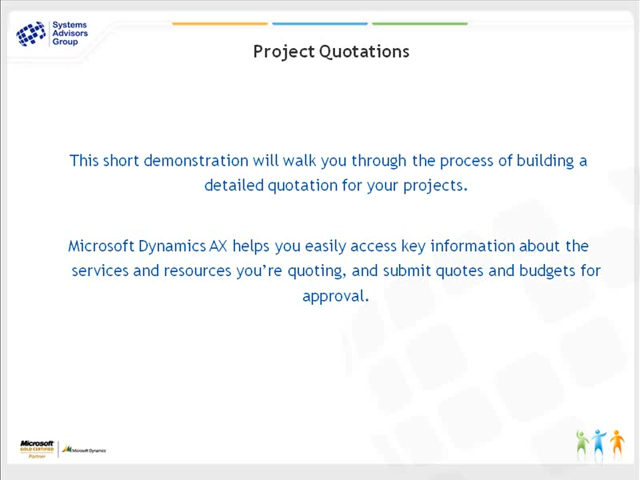 Systems
Advisors
Group
Project Quotations
This short demonstration will walk you through the process of building a
detailed quotation for your projects.
Microsoft Dynamics AX helps you easily access key information about the
services and resources you're quoting, and submit quotes and budgets for
approval.
Microsoft
GOLD CERTIFIED
Partner
Microsoft Dynamics